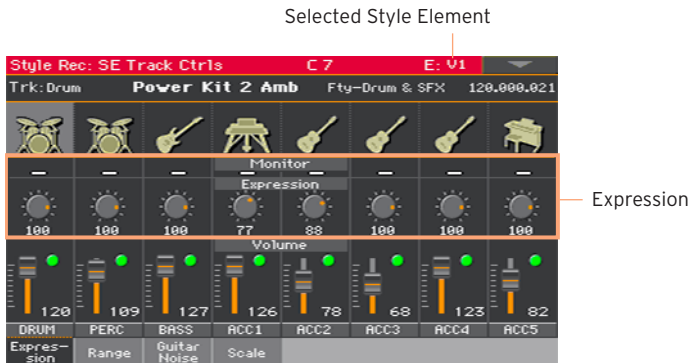 Selected Style Element
Style Rec: SE Track Ctrls C 7 E: V1
Trk: Drum Power Kit 2 Amb Fty-Drum & SFX 120.000.021
Monitor
Expression
100 100 100 77 88 100 100 100
Expression
Volume
120 109 127 126 78 68 123 82
DRUM PERC BASS ACC1 ACC2 ACC3 ACC4 ACC5
Expres-
sion
Range
Guitar
Noise
Scale